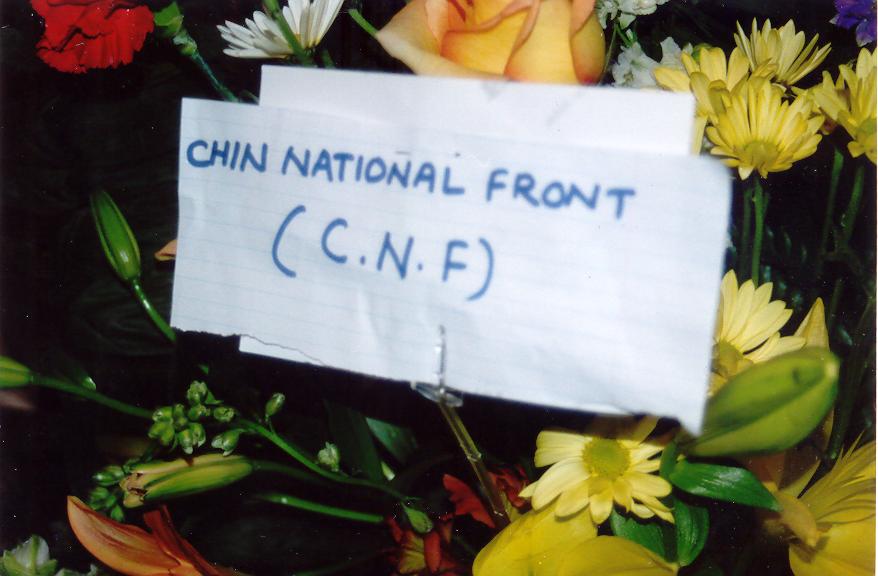 CHIN NATIONAL FRONT
(C.N.F)